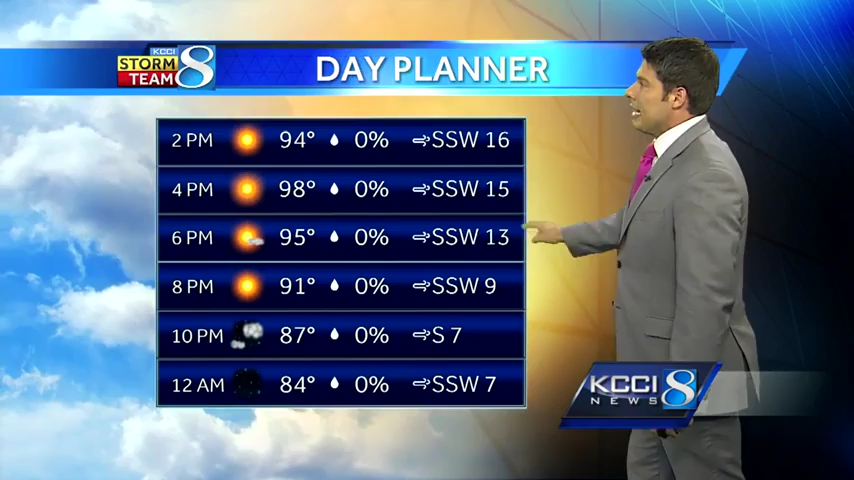 KCCI
STORM
TEAM 8
DAY PLANNER
2 PM 94° 0% SSW 16
4 PM 98° 0% SSW 15
6 PM 95° 0% SSW 13
8 PM 91° 0% SSW 9
10 PM 87° 0% S 7
12 AM 84° 0% SSW 7
KCCI 8
NEWS